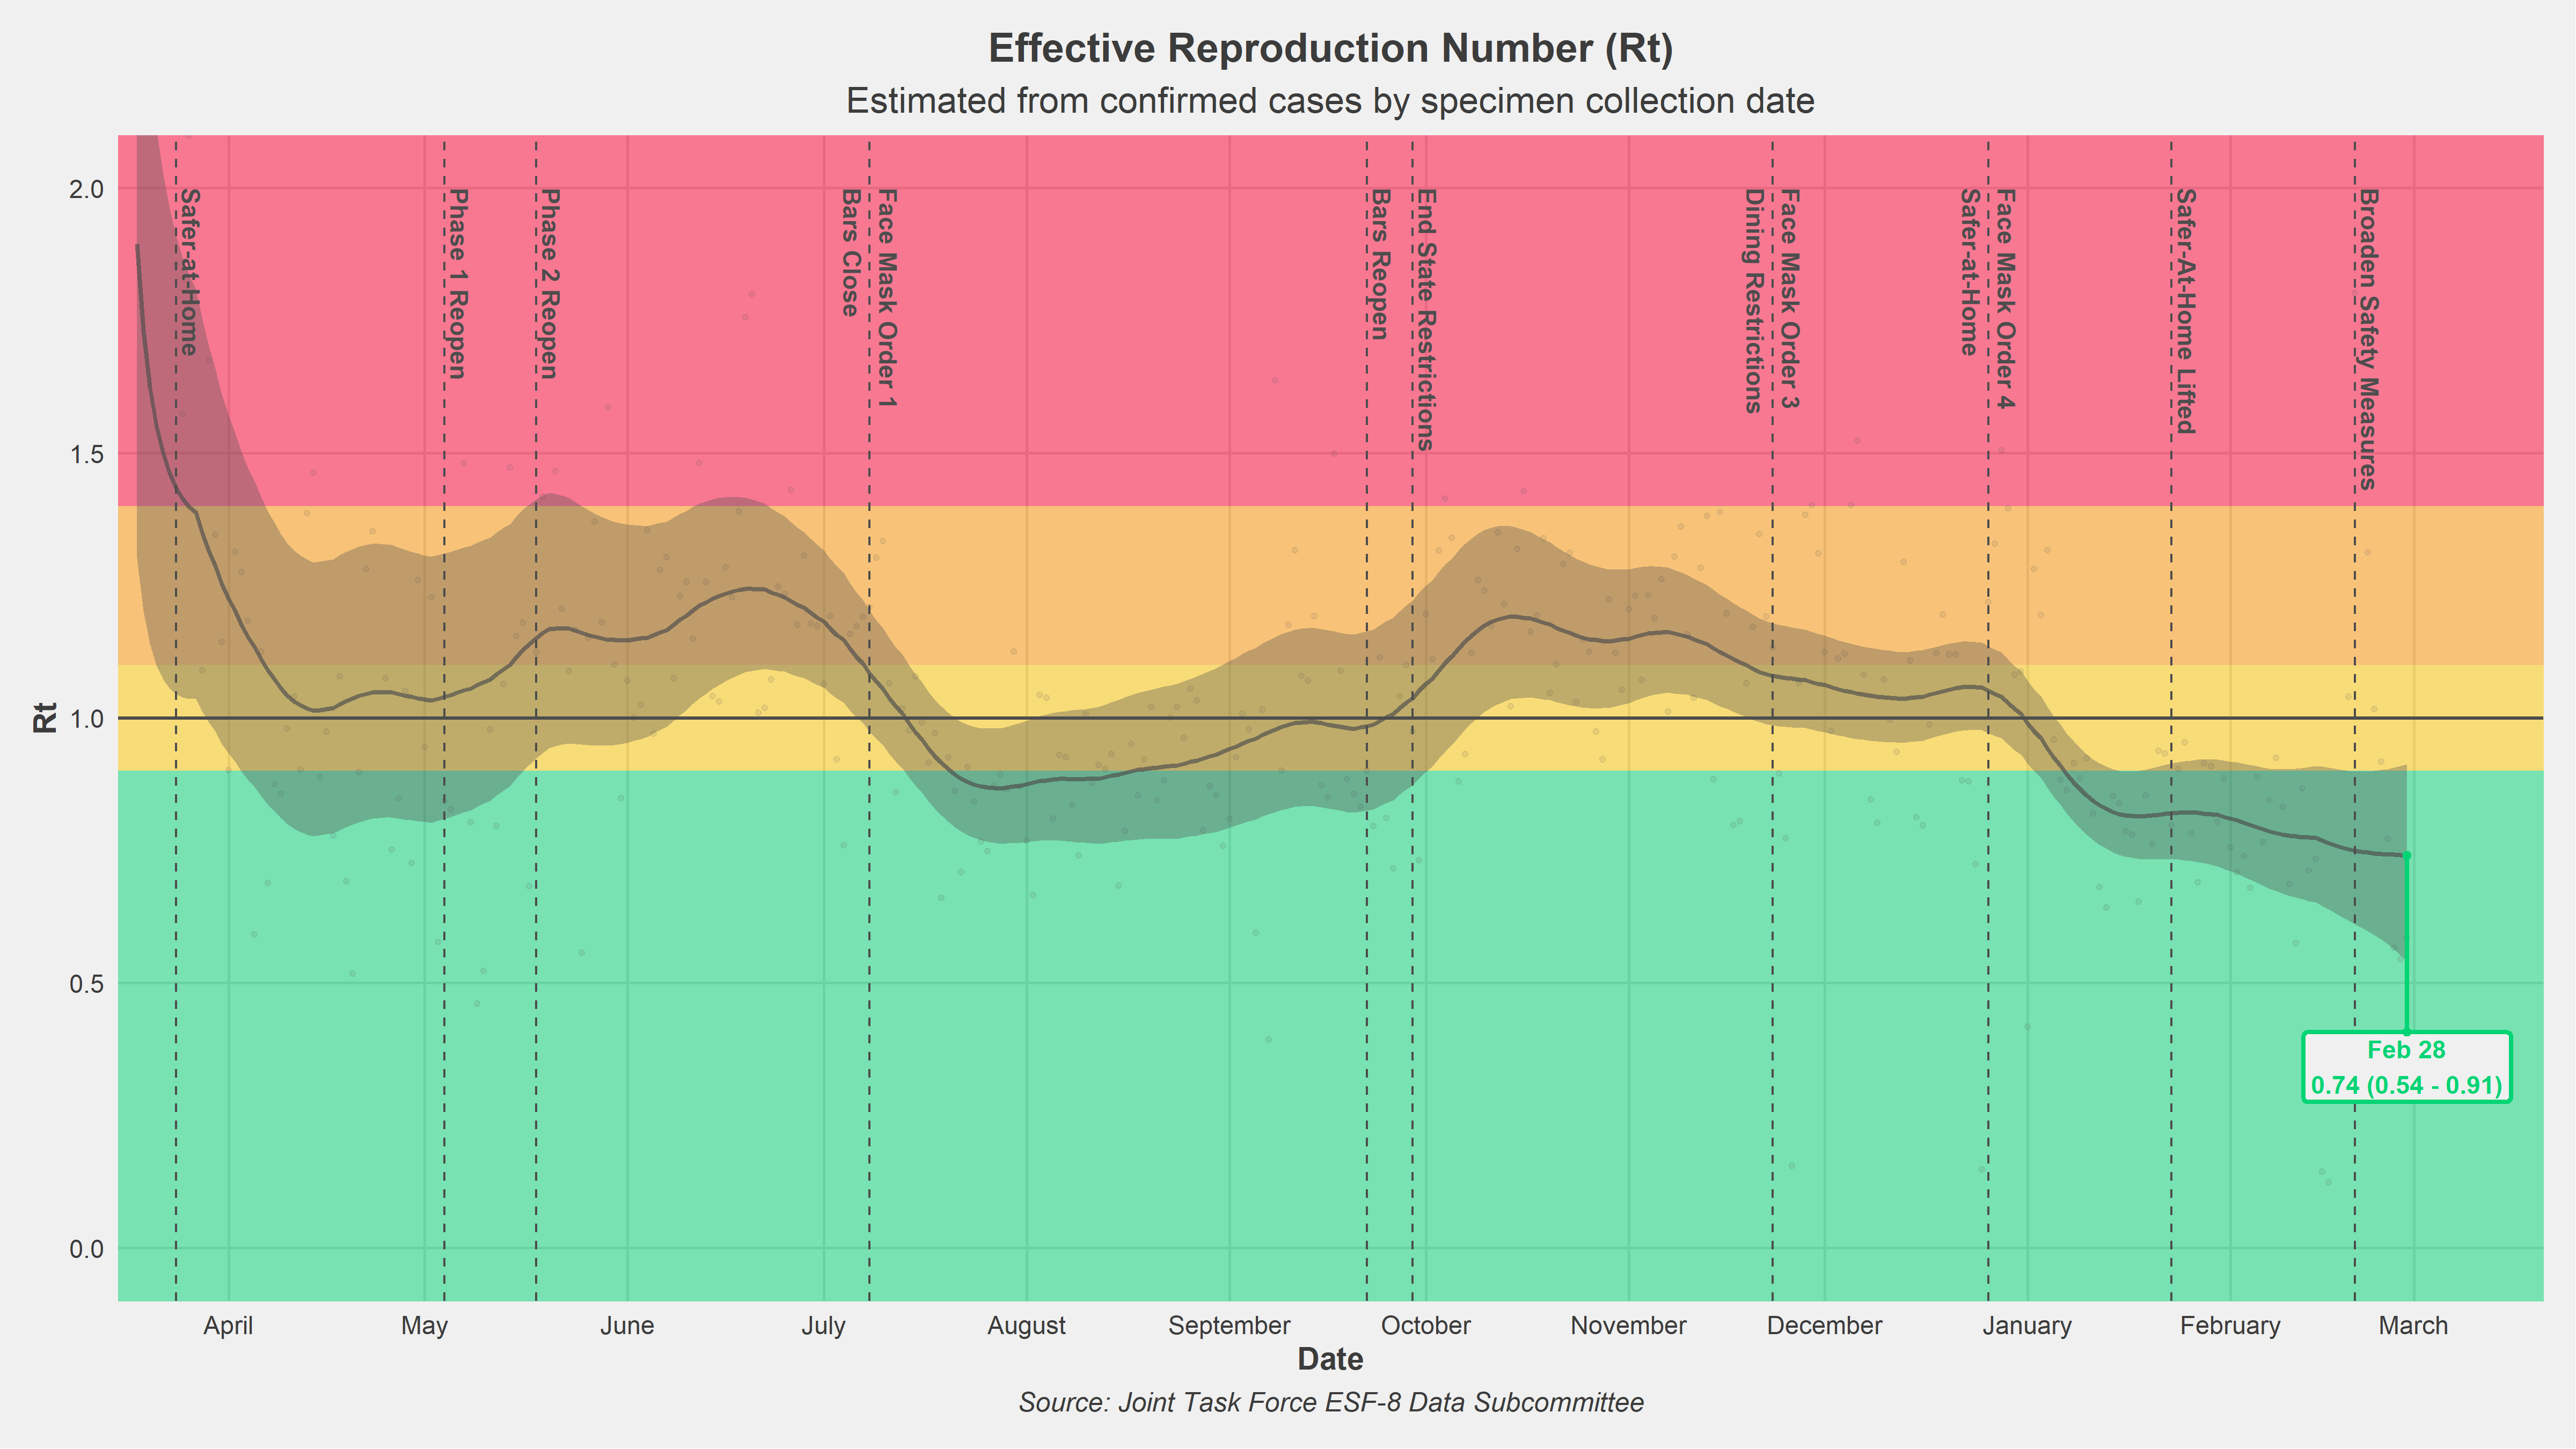 Effective Reproduction Number (Rt)
Estimated from confirmed cases by specimen collection date
Rt
2.0
1.5
1.0
0.5
0.0
Safer-at-Home
Phase 1 Reopen
Phase 2 Reopen
Bars Close
Face Mask Order 1
Bars Reopen
End State Restrictions
Dining Restrictions
Face Mask Order 3
Safer-at-Home
Face Mask Order 4
Safer-At-Home Lifted
Broaden Safety Measures
Feb 28
0.74 (0.54 - 0.91)
April May June July August September October November December January February March
Date
Source: Joint Task Force ESF-8 Data Subcommittee